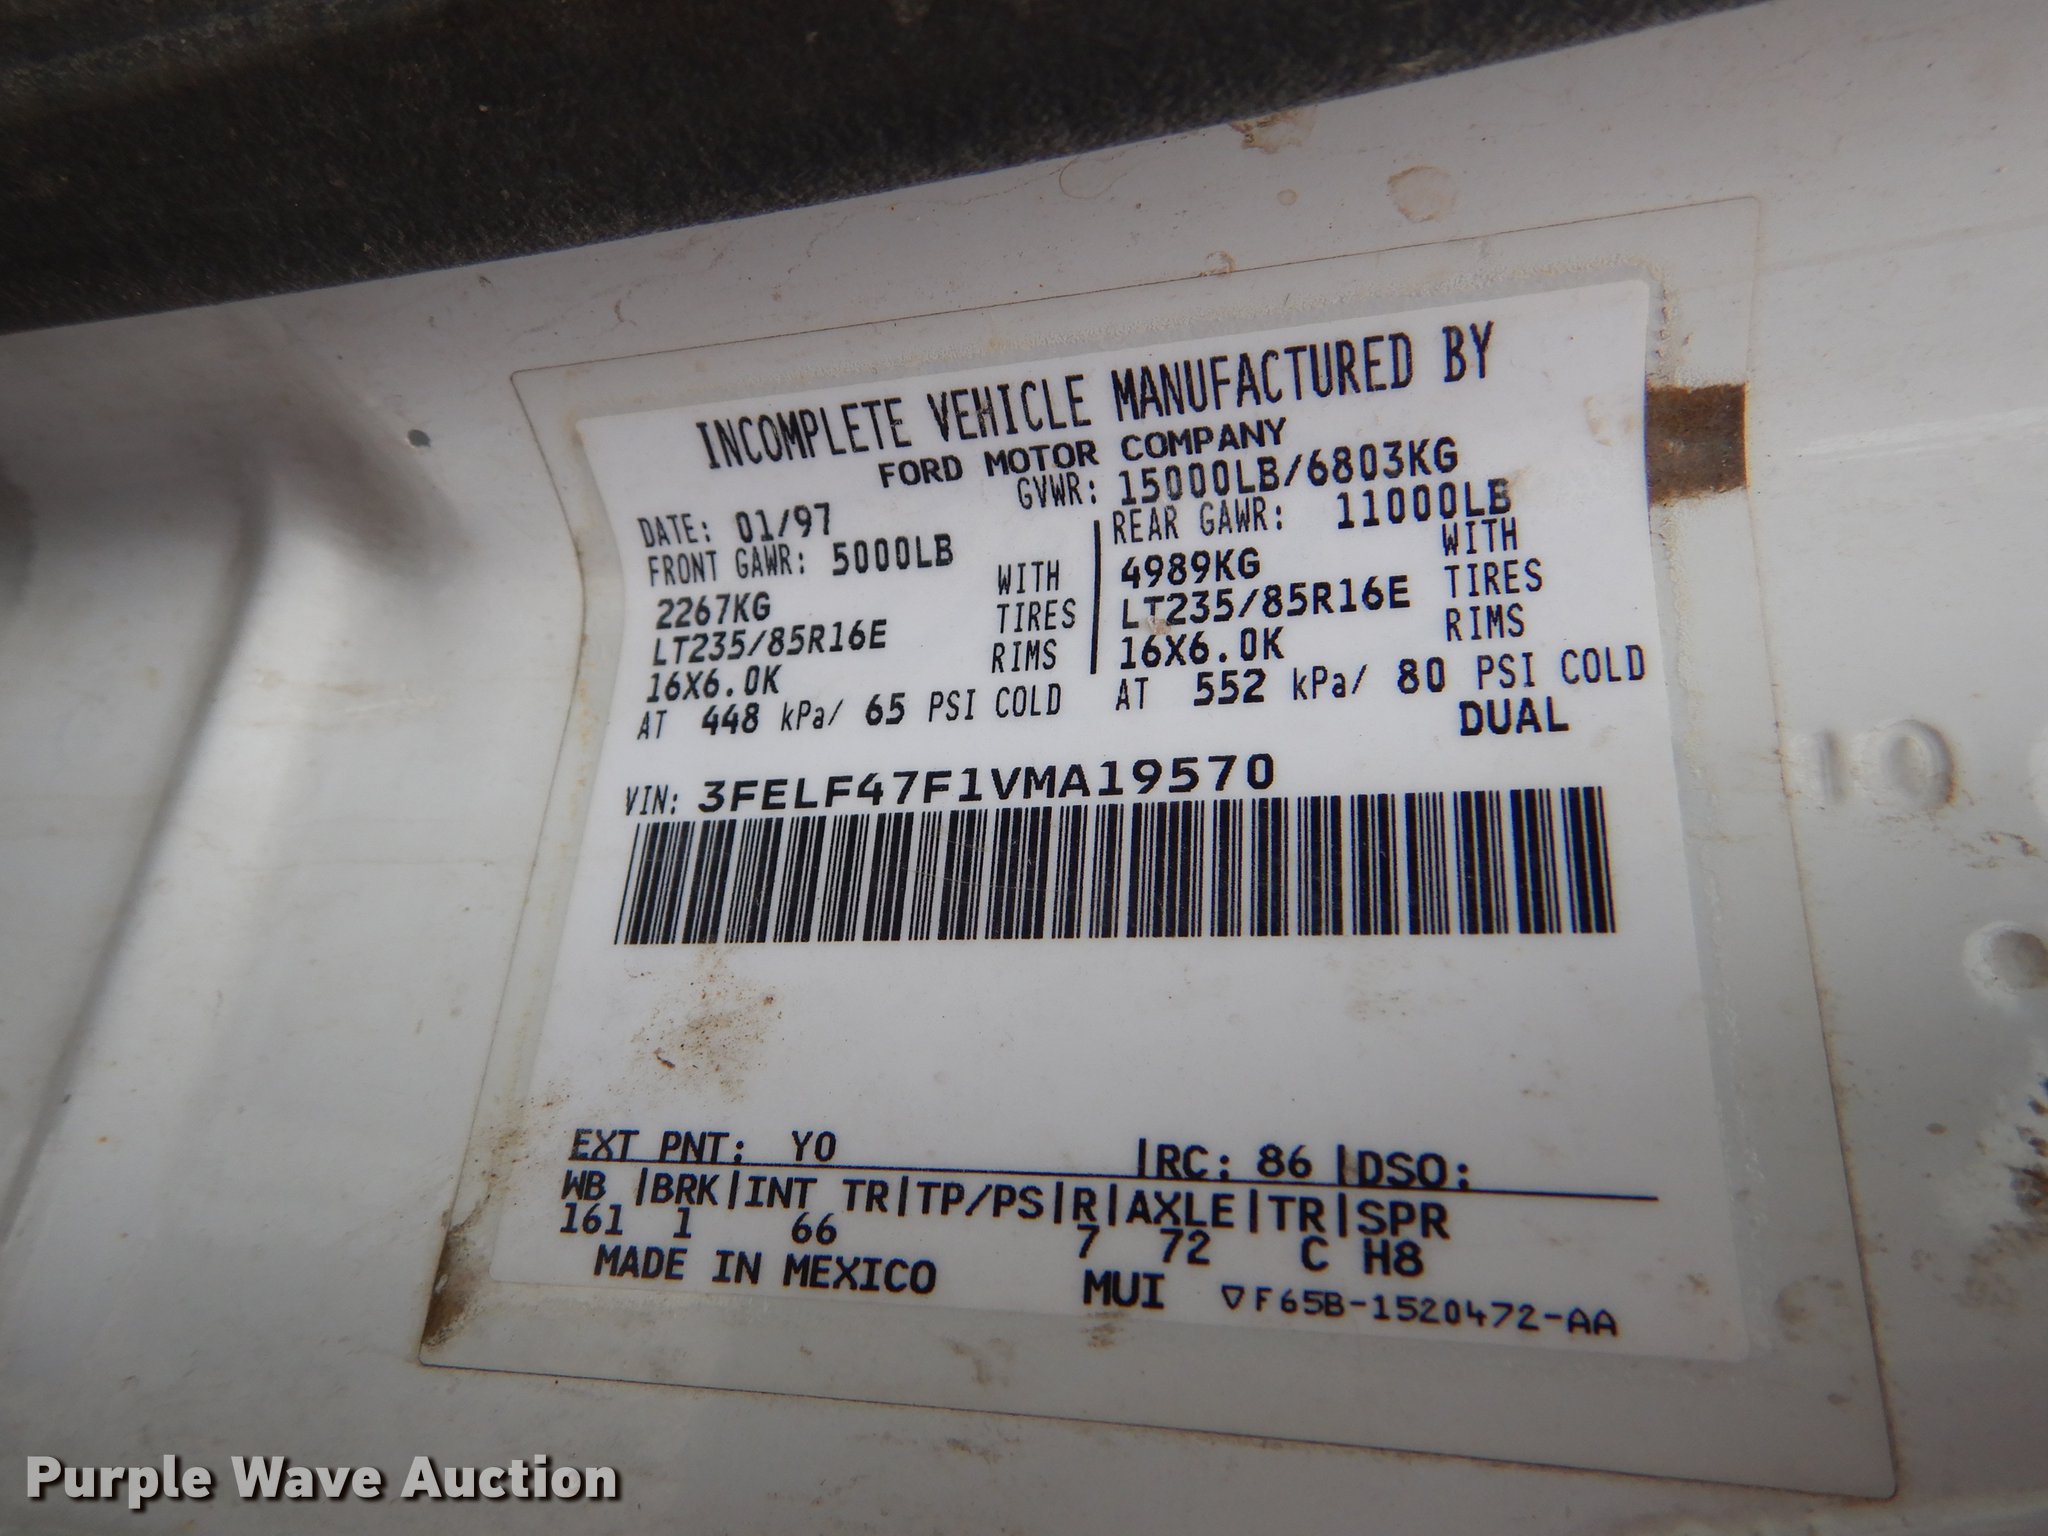 INCOMPLETE VEHICLE MANUFACTURED BY
FORD MOTOR COMPANY
DATE: 01/97 GVWR: 15000LB/6803KG
FRONT GAWR: 5000LB
2267KG WITH
LT235/85R16E TIRES
16X6.0K RIMS
AT 448 kPa/ 65 PSI COLD
REAR GAWR: 11000LB
4989KG WITH
LT235/85R16E TIRES
16X6.0K RIMS
AT 552 kPa/ 80 PSI COLD
DUAL
VIN: 3FELF47F1VMA19570
EXT PNT: YO |RC: 86 |DSO:
WB |BRK|INT TR|TP/PS|R|AXLE|TR|SPR
161 1 66 7 72 C H8
MADE IN MEXICO MUI ▽F65B-1520472-AA
10
Purple Wave Auction